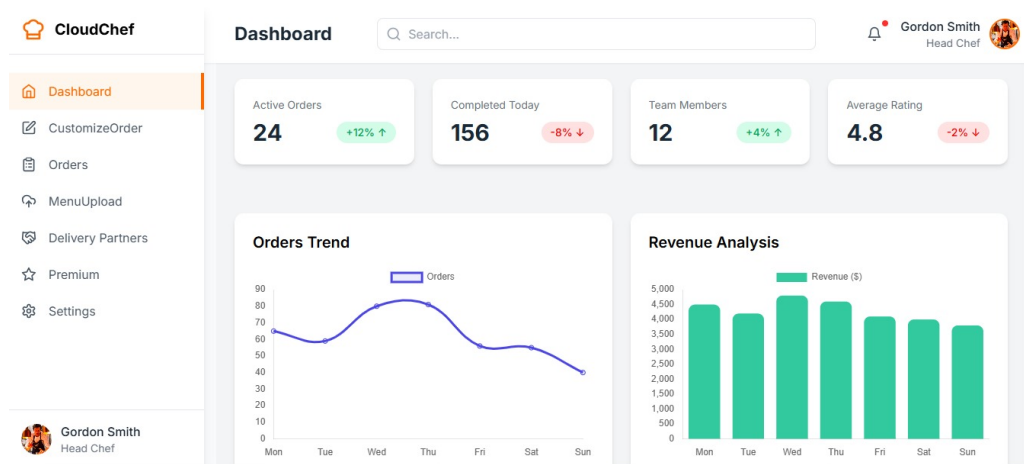 CloudChef
Dashboard
CustomizeOrder
Orders
MenuUpload
Delivery Partners
Premium
Settings
Gordon Smith
Head Chef
Dashboard
Search...
Gordon Smith
Head Chef
Active Orders
24
+12% ↑
Completed Today
156
-8% ↓
Team Members
12
+4% ↑
Average Rating
4.8
-2% ↓
Orders Trend
Orders
90
80
70
60
50
40
30
20
10
0
Mon Tue Wed Thu Fri Sat Sun
Revenue Analysis
Revenue ($)
5,000
4,500
4,000
3,500
3,000
2,500
2,000
1,500
1,000
500
0
Mon Tue Wed Thu Fri Sat Sun